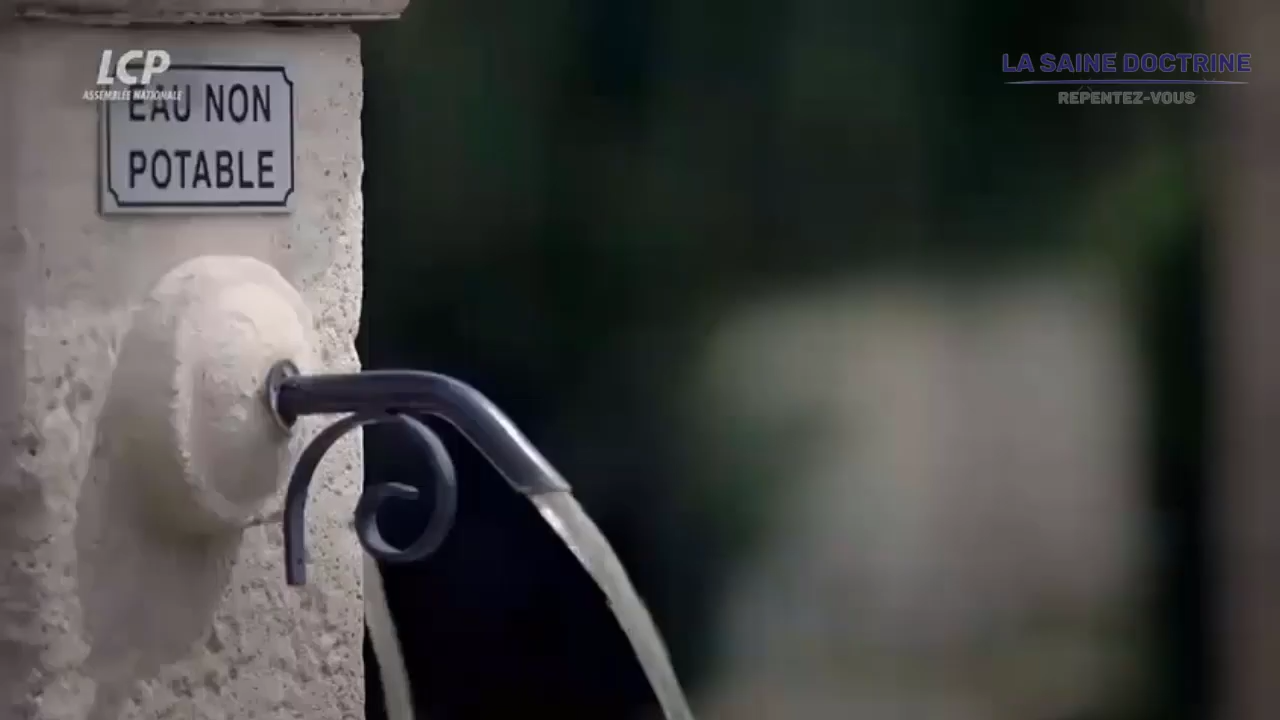 LCP
ASSEMBLÉE NATIONALE
EAU NON
POTABLE
LA SAINE DOCTRINE
REPENTEZ-VOUS